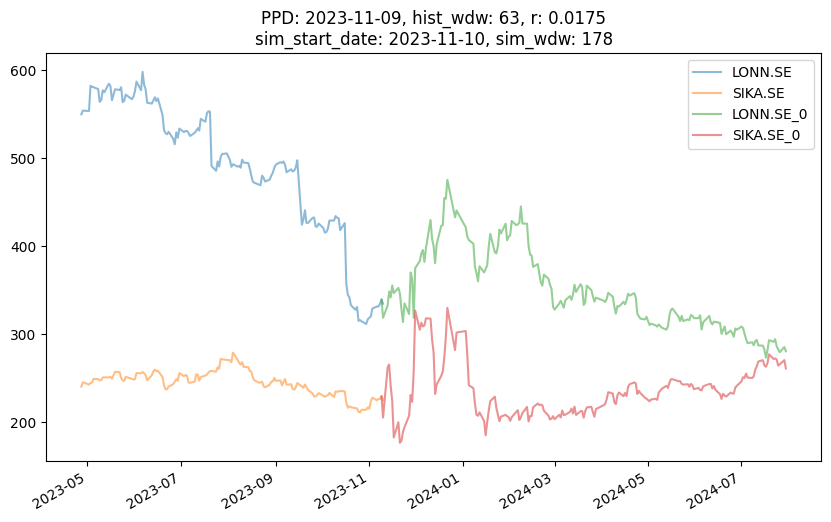 PPD: 2023-11-09, hist_wdw: 63, r: 0.0175
sim_start_date: 2023-11-10, sim_wdw: 178
600
500
400
300
200
LONN.SE
SIKA.SE
LONN.SE_0
SIKA.SE_0
2023-05
2023-07
2023-09
2023-11
2024-01
2024-03
2024-05
2024-07